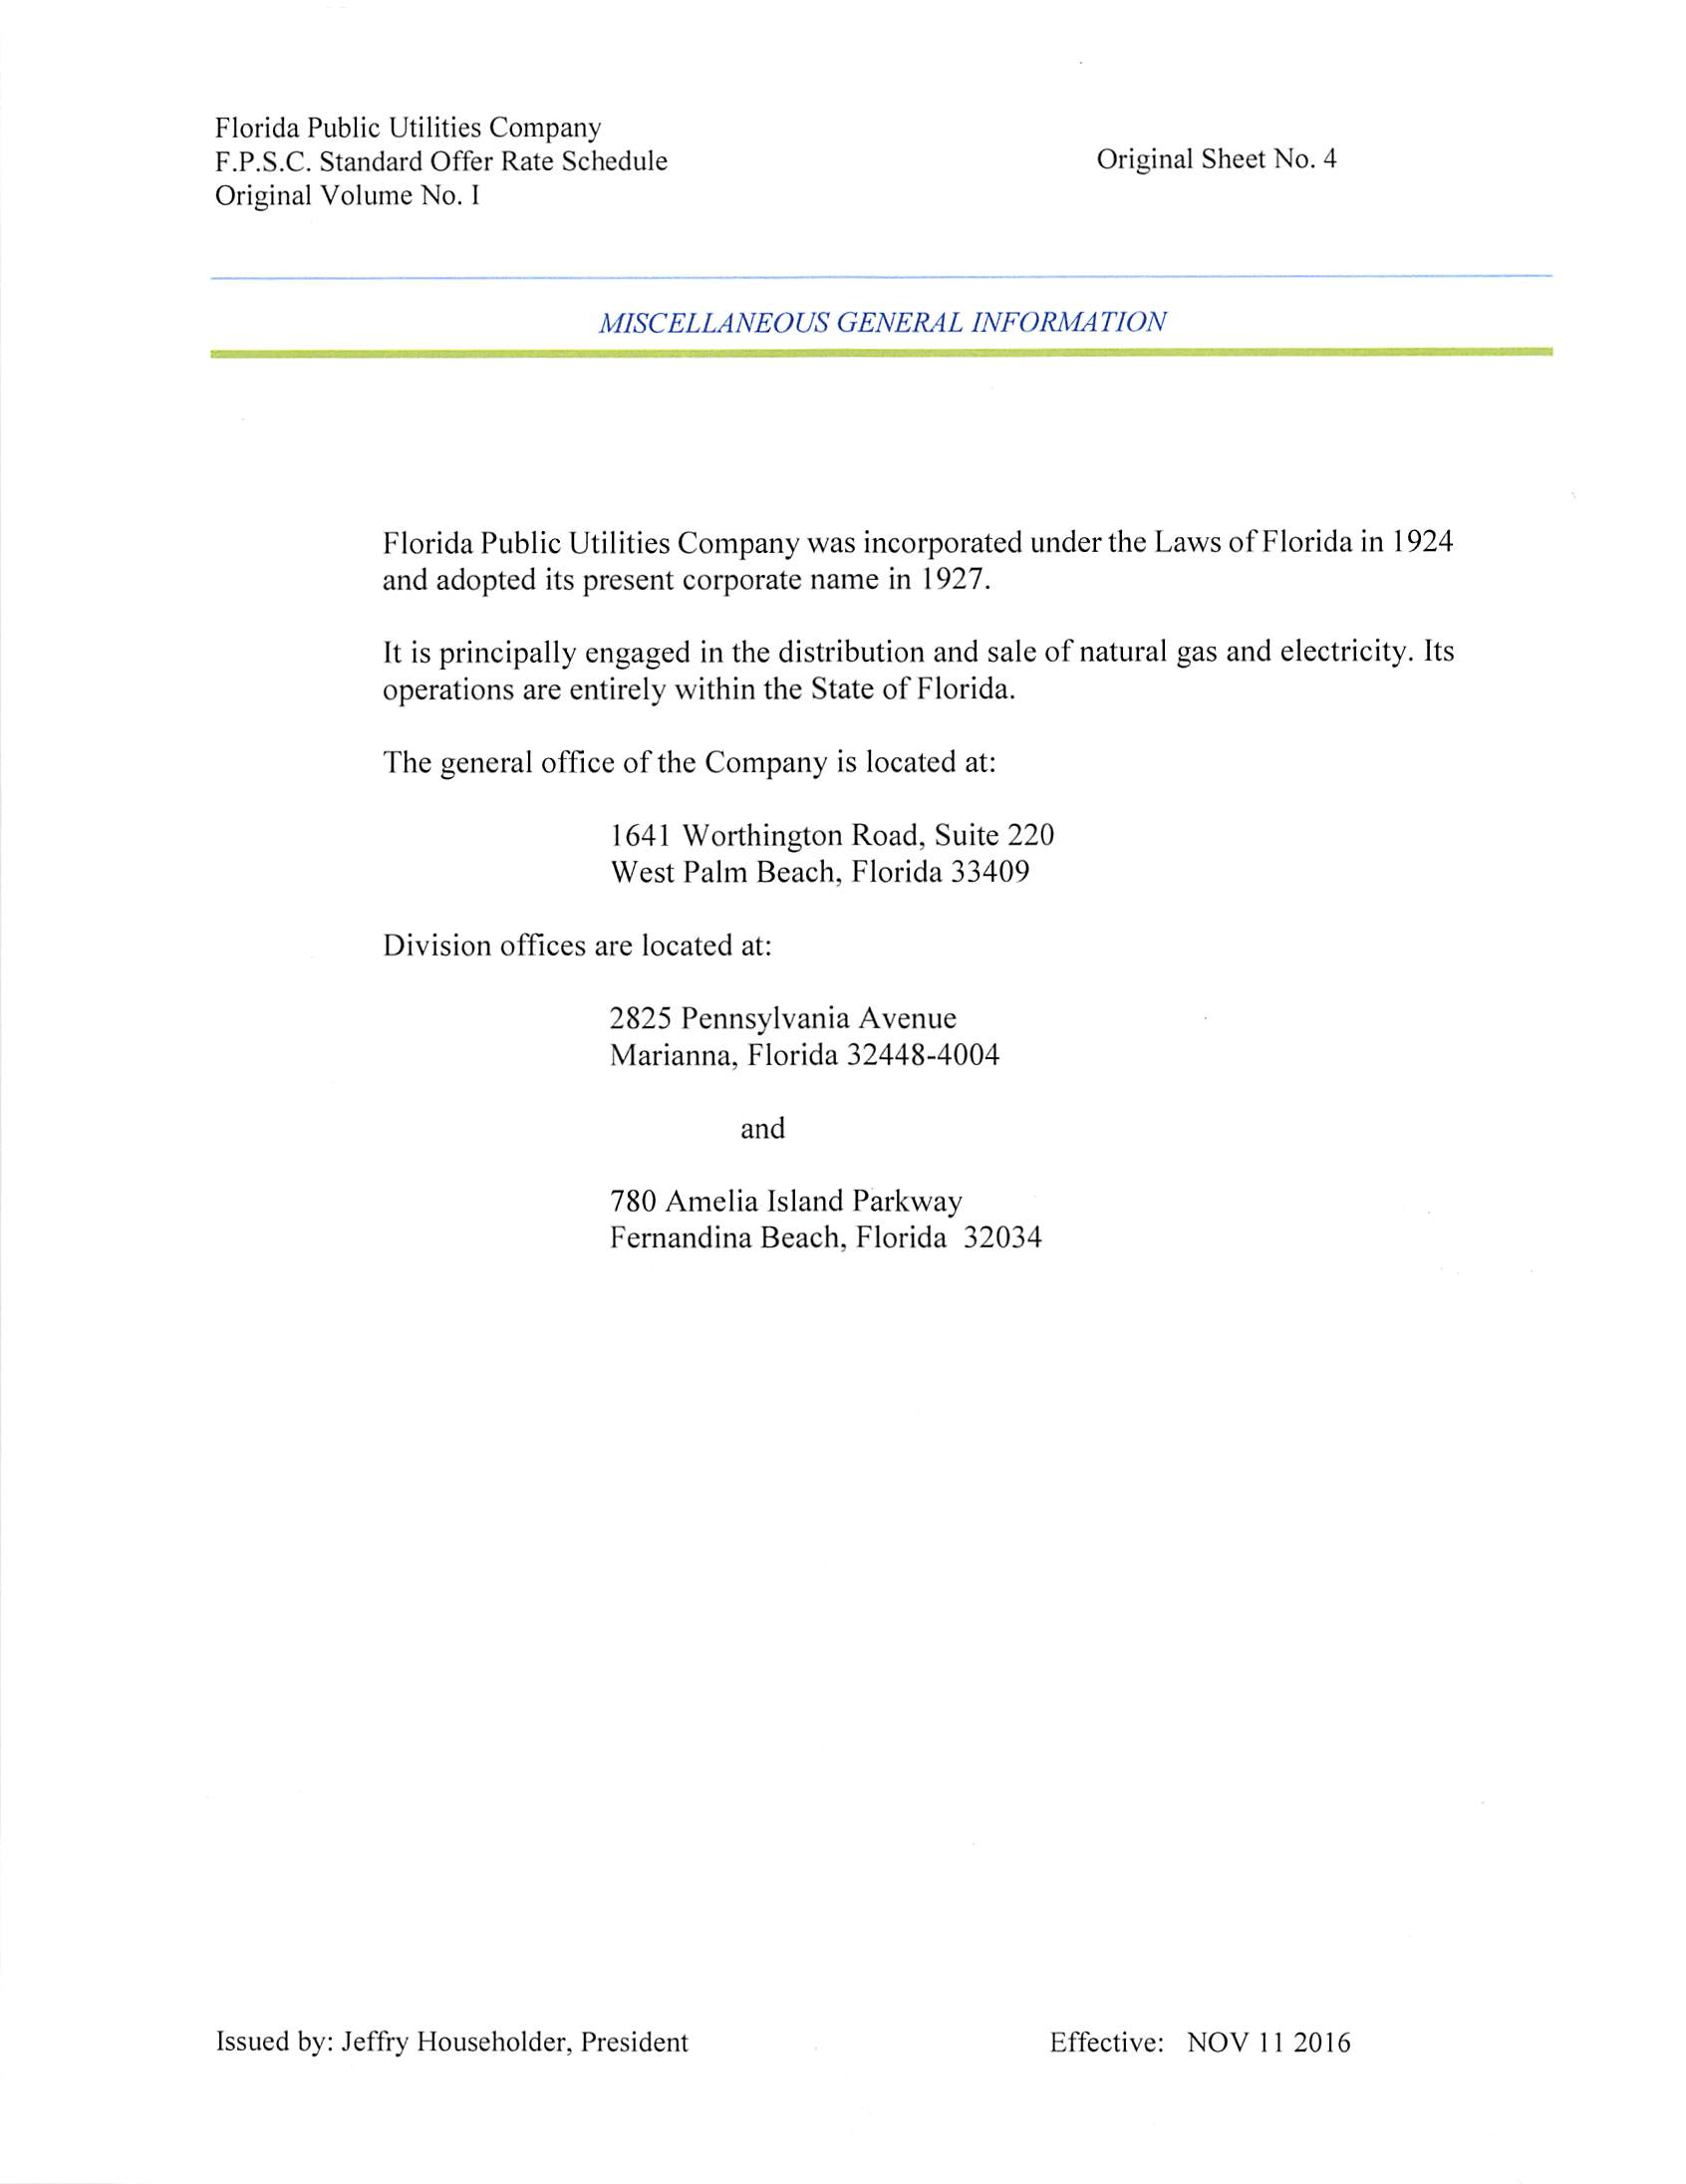 Florida Public Utilities Company
F.P.S.C. Standard Offer Rate Schedule
Original Sheet No. 4
Original Volume No. I
MISCELLANEOUS GENERAL INFORMATION
Florida Public Utilities Company was incorporated under the Laws of Florida in 1924
and adopted its present corporate name in 1927.
It is principally engaged in the distribution and sale of natural gas and electricity. Its
operations are entirely within the State of Florida.
The general office of the Company is located at:
1641 Worthington Road, Suite 220
West Palm Beach, Florida 33409
Division offices are located at:
2825 Pennsylvania Avenue
Marianna, Florida 32448-4004
and
780 Amelia Island Parkway
Fernandina Beach, Florida 32034
Issued by: Jeffry Householder, President
Effective: NOV 11 2016